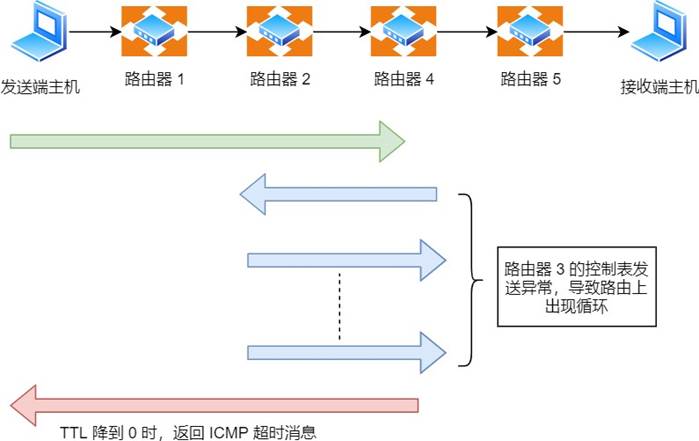 发送端主机
路由器 1
路由器 2
路由器 4
路由器 5
接收端主机
路由器 3 的控制表发
送异常，导致路由上
出现循环
TTL 降到 0 时，返回 ICMP 超时消息